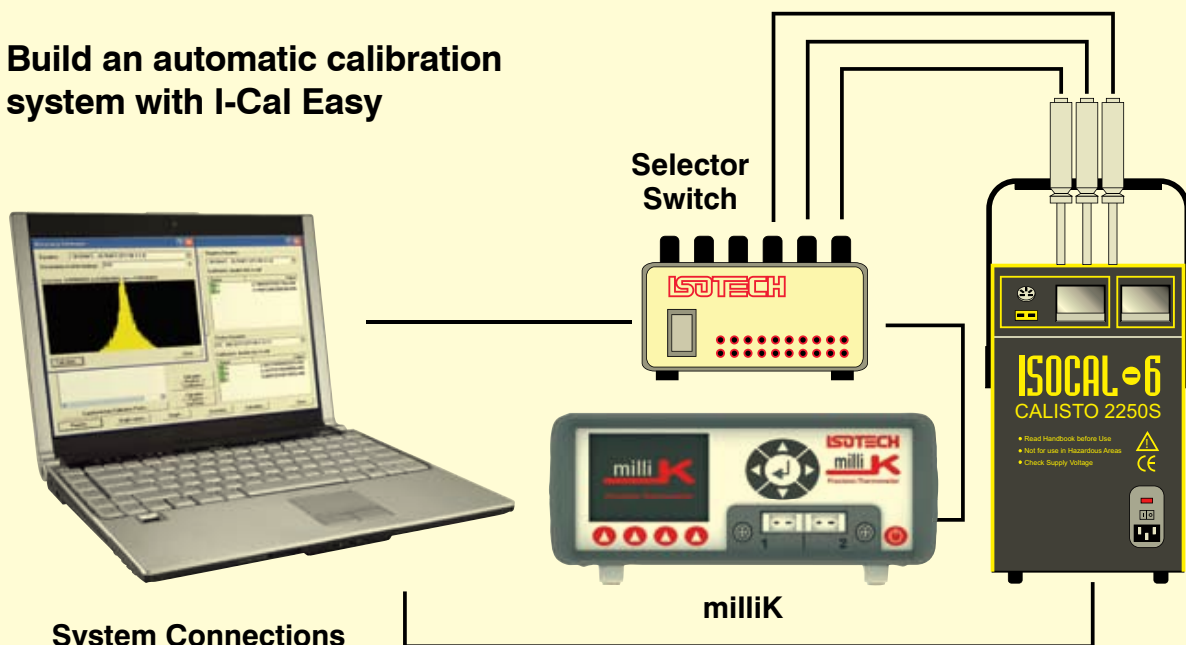 Build an automatic calibration
system with I-Cal Easy
Selector
Switch
ISOTECH
ISOTECH
milli K
milli K
Precision Thermometer
1
2
milliK
ISOCAL-6
CALISTO 2250S
• Read Handbook before Use
• Not for use in Hazardous Areas
• Check Supply Voltage
CE
System Connections